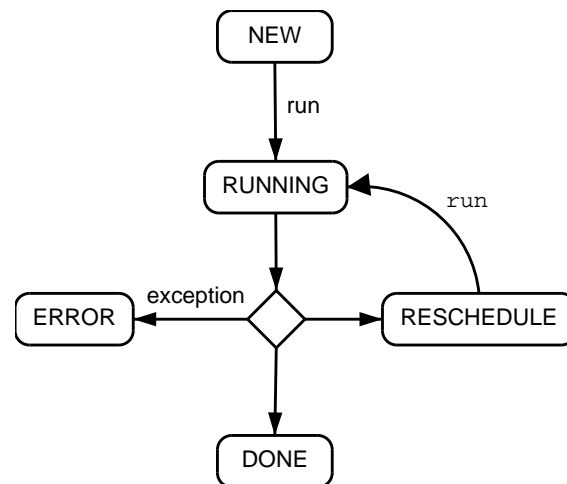 NEW
run
RUNNING
run
exception
ERROR
RESCHEDULE
DONE